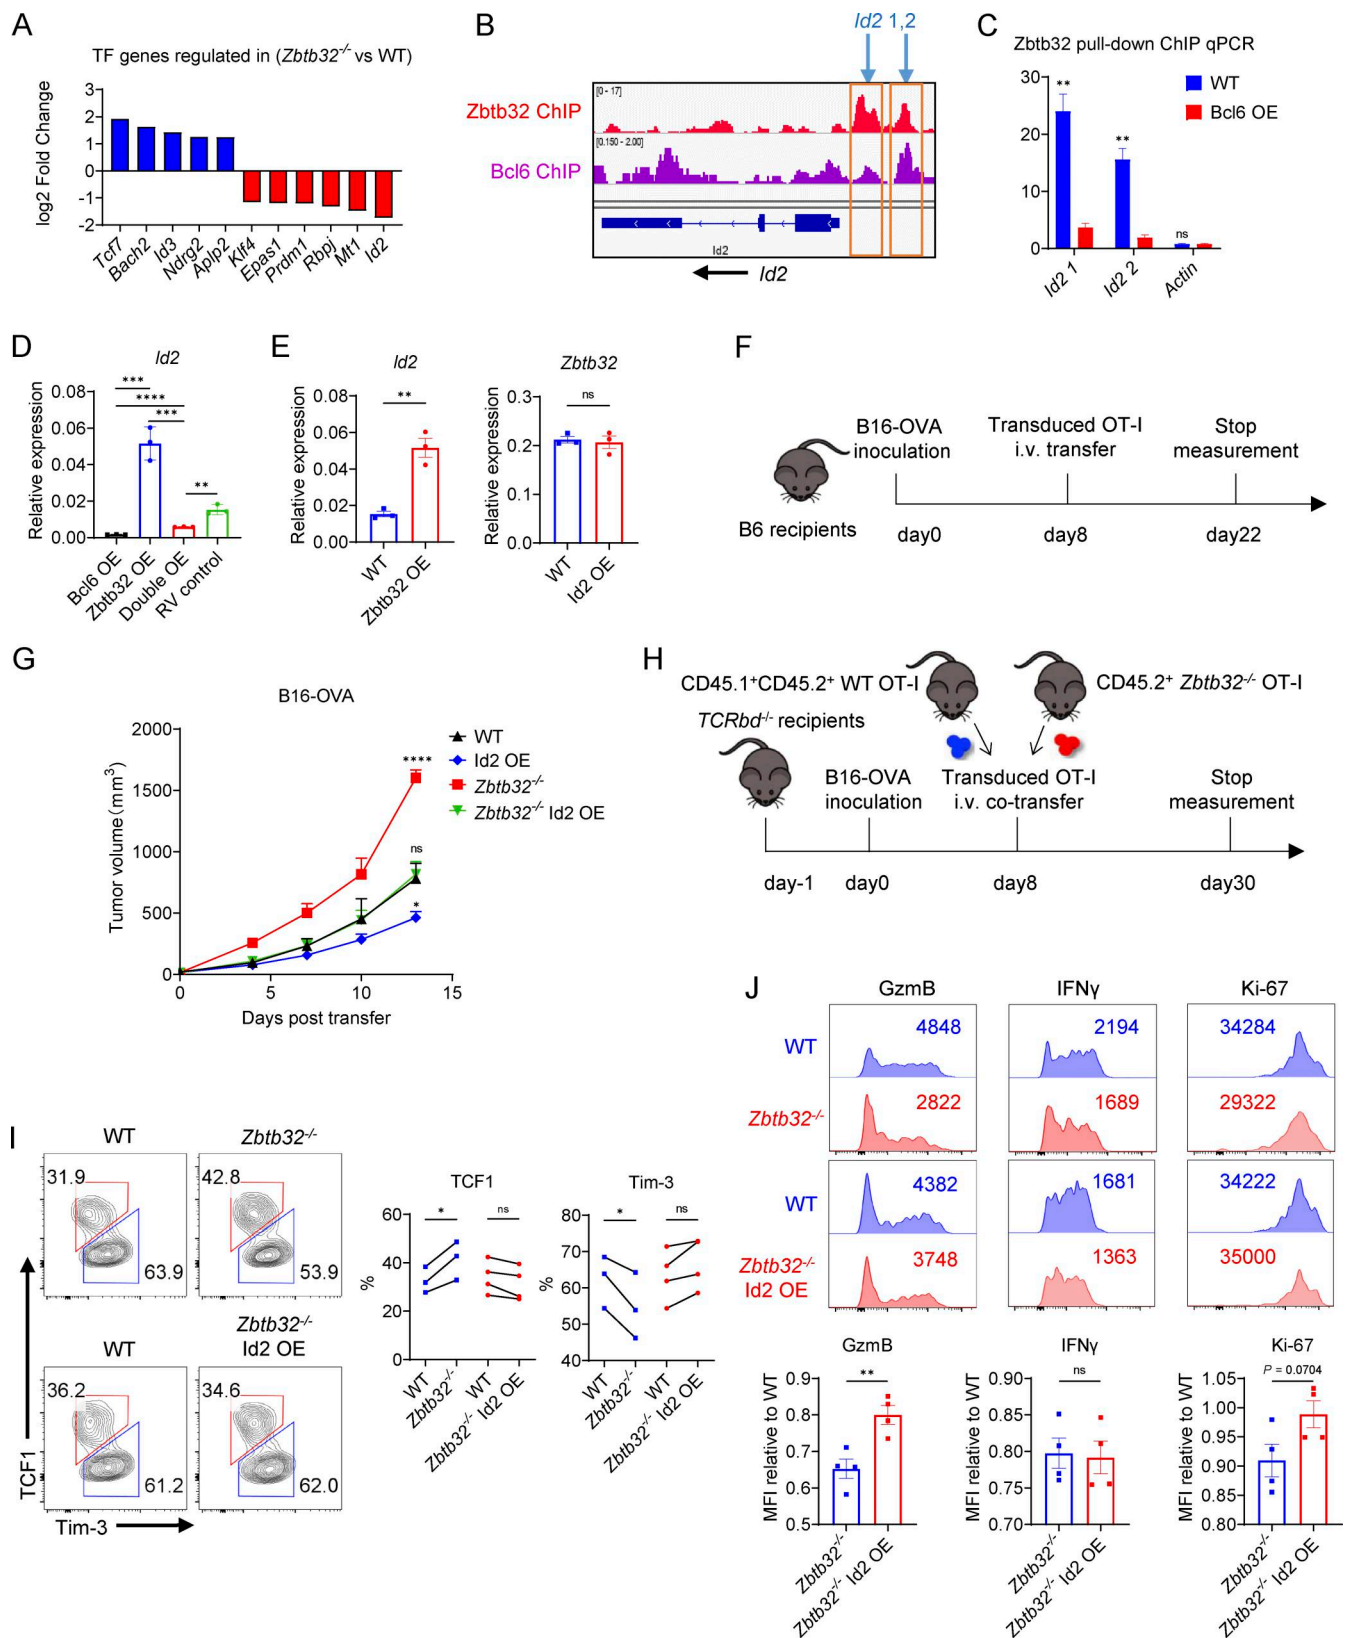 A
TF genes regulated in (Zbtb32-/- vs WT)
log2 Fold Change
3
2
1
0
-1
-2
Tcf7
Bach2
Id3
Ndrg2
Aplp2
Klf4
Epas1
Prdm1
Rbpj
Mt1
Id2
B
Id2 1,2
Zbtb32 ChIP
[0 - 17]
Bcl6 ChIP
[0.150 - 2.00]
Id2
Id2
C
Zbtb32 pull-down ChIP qPCR
WT
Bcl6 OE
30
20
10
0
**
**
ns
Id2 1
Id2 2
Actin
D
Id2
Relative expression
0.08
0.06
0.04
0.02
0.00
***
****
***
**
Bcl6 OE
Zbtb32 OE
Double OE
RV control
E
Id2
Relative expression
0.08
0.06
0.04
0.02
0.00
**
WT
Zbtb32 OE
Zbtb32
Relative expression
0.3
0.2
0.1
0.0
ns
WT
Id2 OE
F
B16-OVA
inoculation
Transduced OT-I
i.v. transfer
Stop
measurement
B6 recipients
day0
day8
day22
G
B16-OVA
Tumor volume (mm3)
2000
1500
1000
500
0
0
5
10
15
Days post transfer
WT
Id2 OE
Zbtb32-/-
Zbtb32-/- Id2 OE
****
ns
*
H
CD45.1+CD45.2+ WT OT-I
CD45.2+ Zbtb32-/- OT-I
TCRbd-/- recipients
B16-OVA
inoculation
Transduced OT-I
i.v. co-transfer
Stop
measurement
day-1
day0
day8
day30
I
WT
Zbtb32-/-
31.9
63.9
42.8
53.9
WT
Zbtb32-/-
Id2 OE
36.2
61.2
34.6
62.0
TCF1
Tim-3
TCF1
%
60
40
20
0
*
ns
WT
Zbtb32-/-
WT
Zbtb32-/- Id2 OE
Tim-3
%
80
70
60
50
40
*
ns
WT
Zbtb32-/-
WT
Zbtb32-/- Id2 OE
J
GzmB
IFNγ
Ki-67
WT
4848
2194
34284
Zbtb32-/-
2822
1689
29322
WT
4382
1681
34222
Zbtb32-/-
Id2 OE
3748
1363
35000
GzmB
MFI relative to WT
0.9
0.8
0.7
0.6
0.5
**
Zbtb32-/-
Zbtb32-/- Id2 OE
IFNγ
MFI relative to WT
0.90
0.85
0.80
0.75
0.70
ns
Zbtb32-/-
Zbtb32-/- Id2 OE
Ki-67
MFI relative to WT
P = 0.0704
1.05
1.00
0.95
0.90
0.85
0.80
Zbtb32-/-
Zbtb32-/- Id2 OE